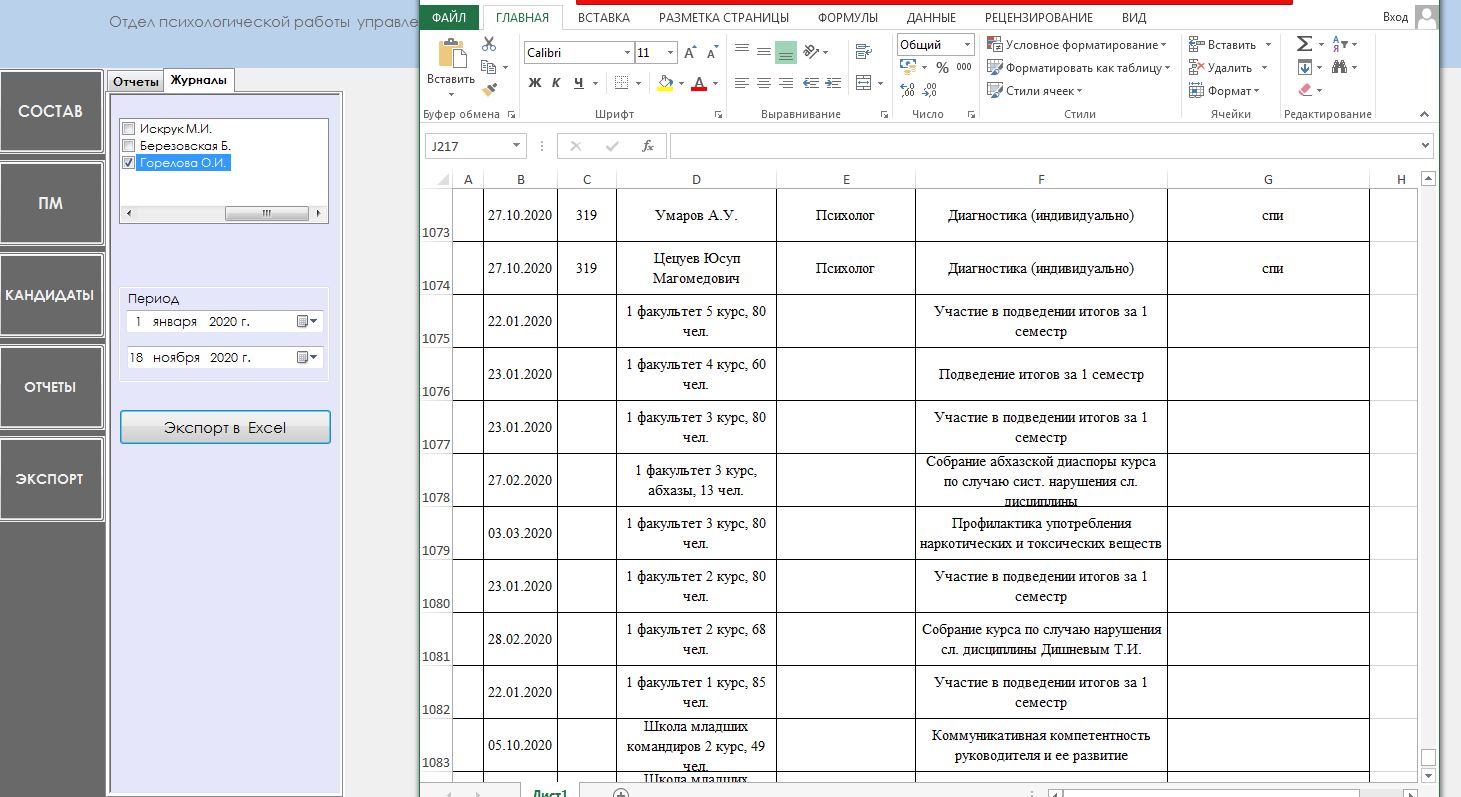 Отдел психологической работы управле
СОСТАВ
ПМ
КАНДИДАТЫ
ОТЧЕТЫ
ЭКСПОРТ
Отчеты
Журналы
Искрук М.И.
Березовская Б.
Горелова О.И.
Период
1 января 2020 г.
18 ноября 2020 г.
Экспорт в Excel
ФАЙЛ ГЛАВНАЯ ВСТАВКА РАЗМЕТКА СТРАНИЦЫ ФОРМУЛЫ ДАННЫЕ РЕЦЕНЗИРОВАНИЕ ВИД Вход
Вставить
Буфер обмена
Calibri 11
Ж К Ч
Шрифт
Выравнивание
Общий
% 000
Число
Условное форматирование
Форматировать как таблицу
Стили ячеек
Стили
Вставить
Удалить
Формат
Ячейки
Редактирование
J217
fx
A B C D E F G H
1073 27.10.2020 319 Умаров А.У. Психолог Диагностика (индивидуально) спи
1074 27.10.2020 319 Цецуев Юсуп Магомедович Психолог Диагностика (индивидуально) спи
1075 22.01.2020 1 факультет 5 курс, 80 чел. Участие в подведении итогов за 1 семестр
1076 23.01.2020 1 факультет 4 курс, 60 чел. Подведение итогов за 1 семестр
1077 23.01.2020 1 факультет 3 курс, 80 чел. Участие в подведении итогов за 1 семестр
1078 27.02.2020 1 факультет 3 курс, абхазы, 13 чел. Собрание абхазской диаспоры курса по случаю сист. нарушения сл. дисциплины
1079 03.03.2020 1 факультет 3 курс, 80 чел. Профилактика употребления наркотических и токсических веществ
1080 23.01.2020 1 факультет 2 курс, 80 чел. Участие в подведении итогов за 1 семестр
1081 28.02.2020 1 факультет 2 курс, 68 чел. Собрание курса по случаю нарушения сл. дисциплины Дишневым Т.И.
1082 22.01.2020 1 факультет 1 курс, 85 чел. Участие в подведении итогов за 1 семестр
1083 05.10.2020 Школа младших командиров 2 курс, 49 чел. Коммуникативная компетентность руководителя и ее развитие
Школа младших
Лист1